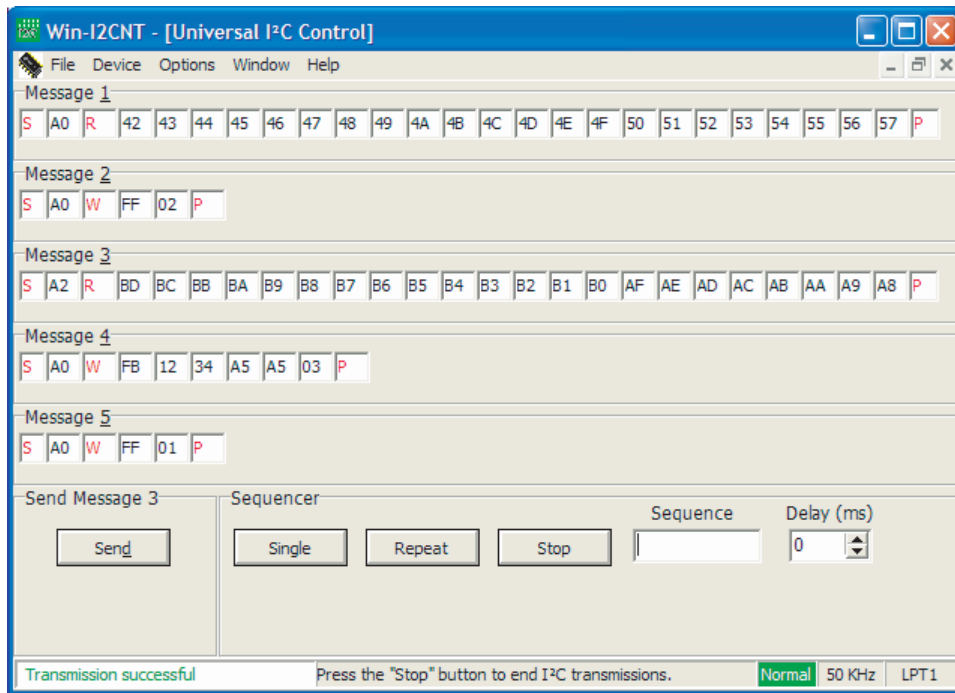 Win-I2CNT - [Universal I²C Control]
File Device Options Window Help
Message 1
S A0 R 42 43 44 45 46 47 48 49 4A 4B 4C 4D 4E 4F 50 51 52 53 54 55 56 57 P
Message 2
S A0 W FF 02 P
Message 3
S A2 R BD BC BB BA B9 B8 B7 B6 B5 B4 B3 B2 B1 B0 AF AE AD AC AB AA A9 A8 P
Message 4
S A0 W FB 12 34 A5 A5 03 P
Message 5
S A0 W FF 01 P
Send Message 3 Sequencer
Sequence Delay (ms)
Send Single Repeat Stop 0
Transmission successful Press the "Stop" button to end I²C transmissions. Normal 50 KHz LPT1